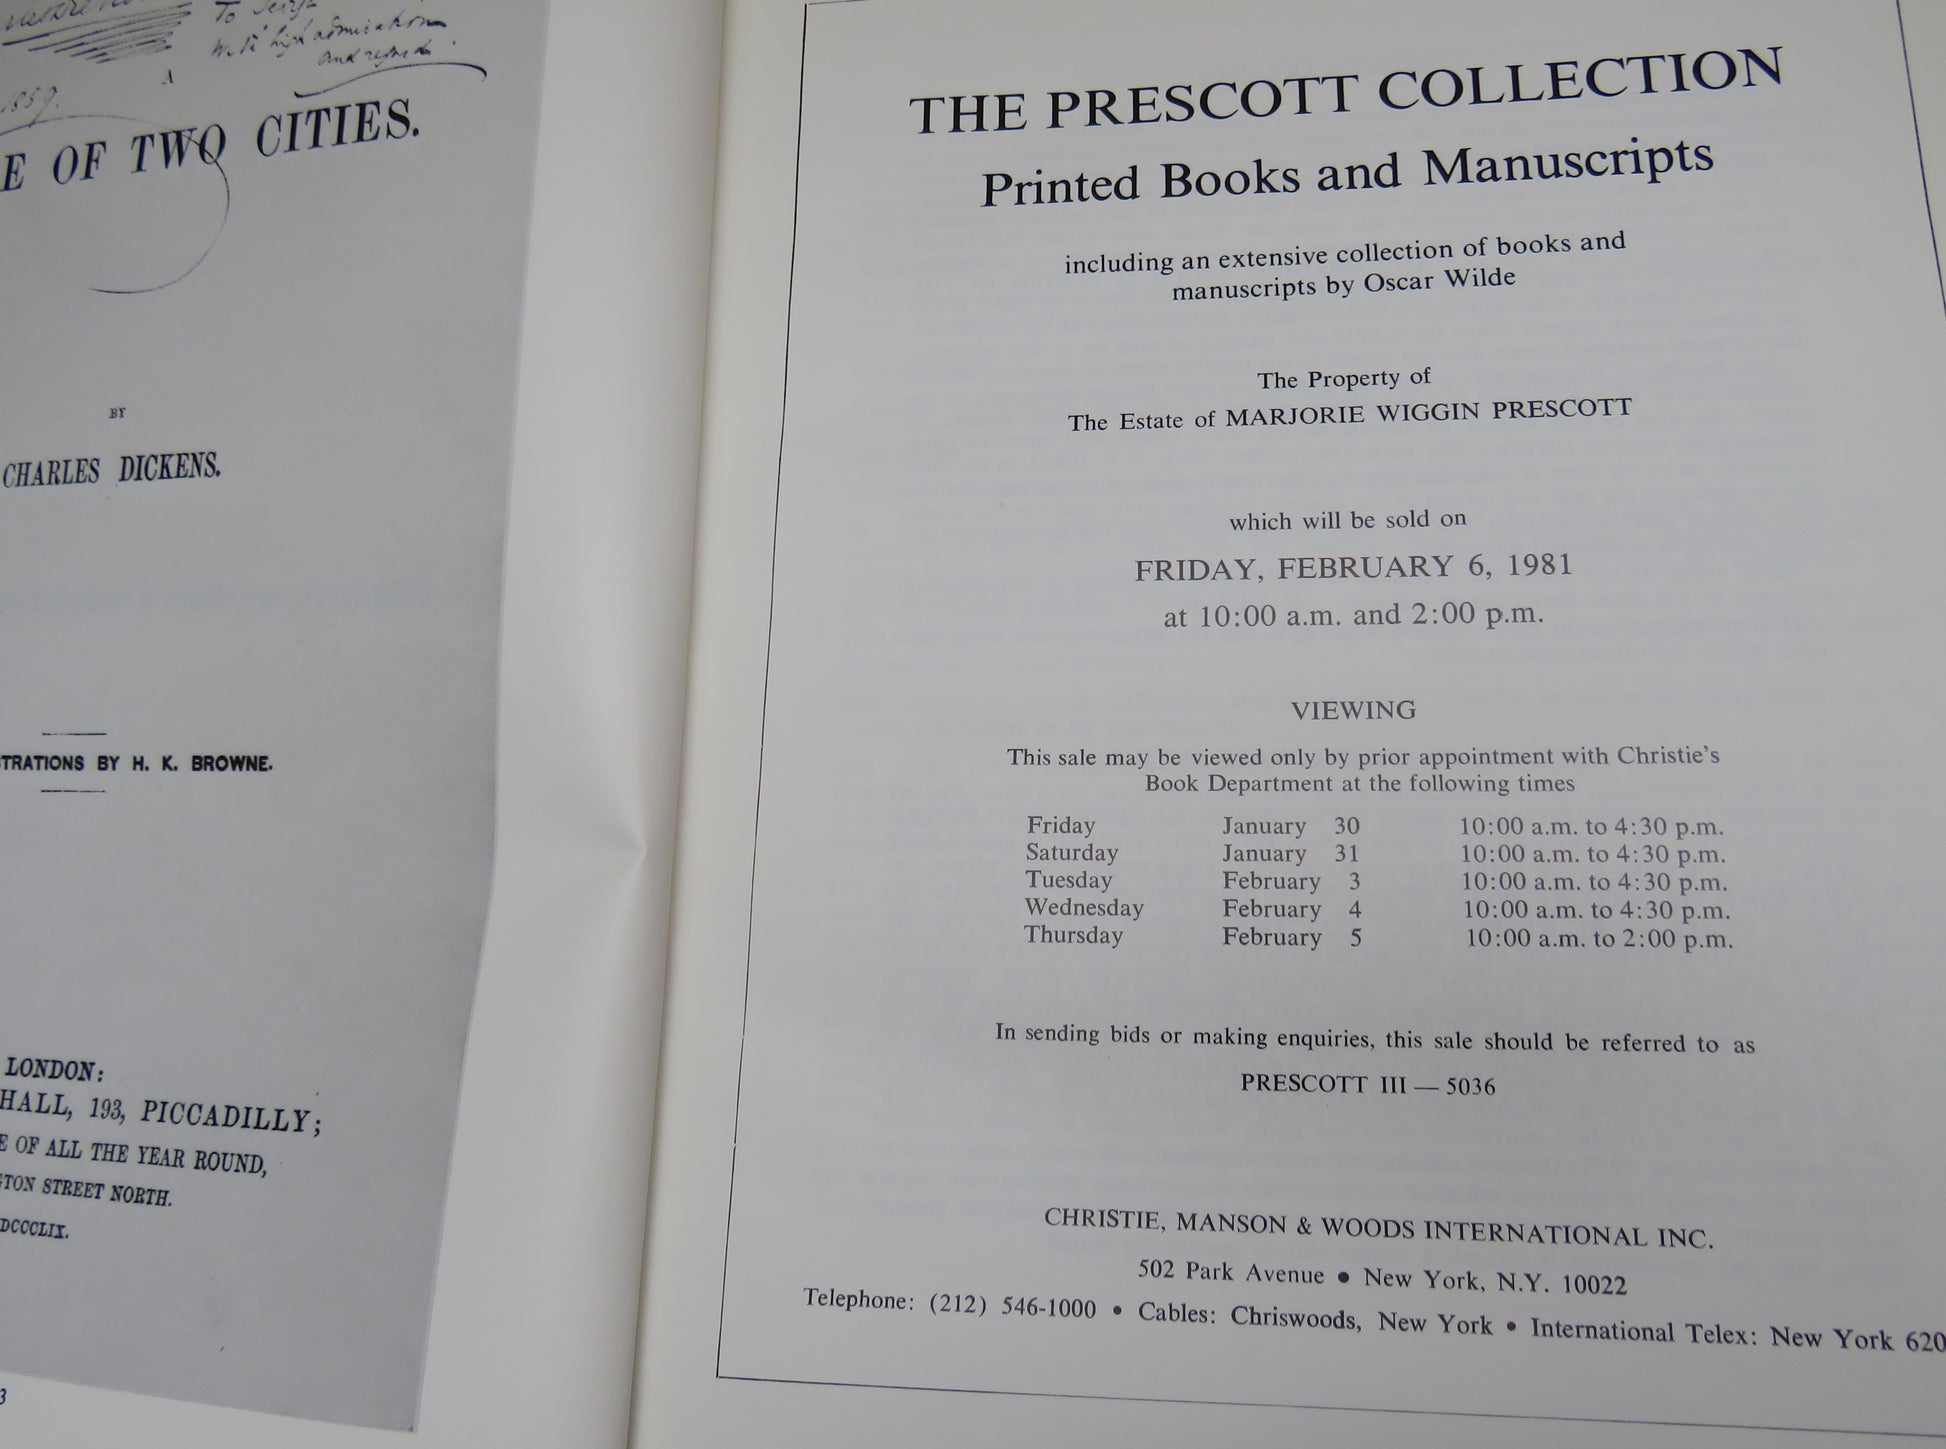 To
With high admiration
and regard.
1859.
A
E OF TWO CITIES.
BY
CHARLES DICKENS.
TRATIONS BY H. K. BROWNE.
LONDON:
HALL, 193, PICCADILLY;
E OF ALL THE YEAR ROUND,
TON STREET NORTH.
DCCCLIX.
3
THE PRESCOTT COLLECTION
Printed Books and Manuscripts
including an extensive collection of books and
manuscripts by Oscar Wilde
The Property of
The Estate of MARJORIE WIGGIN PRESCOTT
which will be sold on
FRIDAY, FEBRUARY 6, 1981
at 10:00 a.m. and 2:00 p.m.
VIEWING
This sale may be viewed only by prior appointment with Christie's
Book Department at the following times
Friday January 30 10:00 a.m. to 4:30 p.m.
Saturday January 31 10:00 a.m. to 4:30 p.m.
Tuesday February 3 10:00 a.m. to 4:30 p.m.
Wednesday February 4 10:00 a.m. to 4:30 p.m.
Thursday February 5 10:00 a.m. to 2:00 p.m.
In sending bids or making enquiries, this sale should be referred to as
PRESCOTT III — 5036
CHRISTIE, MANSON & WOODS INTERNATIONAL INC.
502 Park Avenue • New York, N.Y. 10022
Telephone: (212) 546-1000 • Cables: Chriswoods, New York • International Telex: New York 620